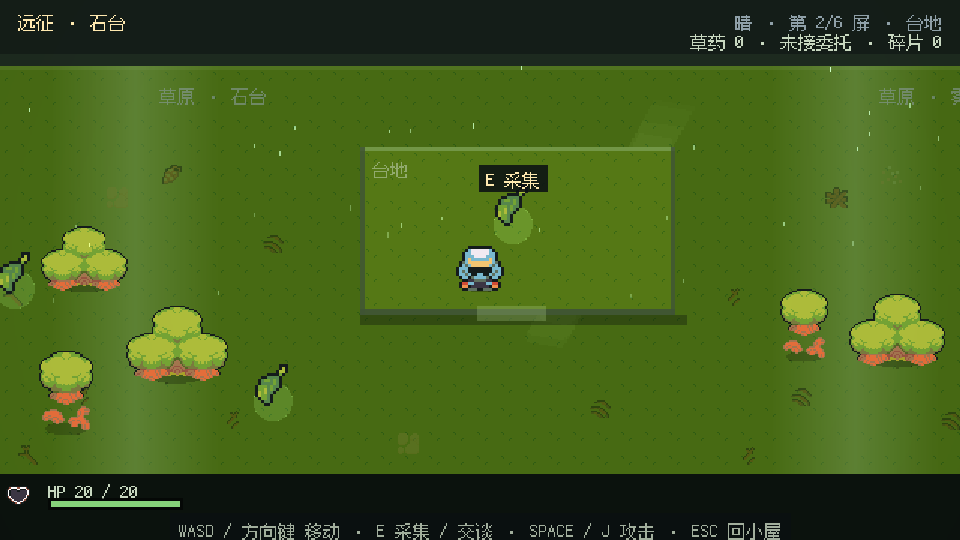 远征 · 石台
晴 · 第 2/6 屏 · 台地
草药 0 · 未接委托 · 碎片 0
草原 · 石台
草原 ·
台地
E 采集
HP 20 / 20
WASD / 方向键 移动 · E 采集 / 交谈 · SPACE / J 攻击 · ESC 回小屋